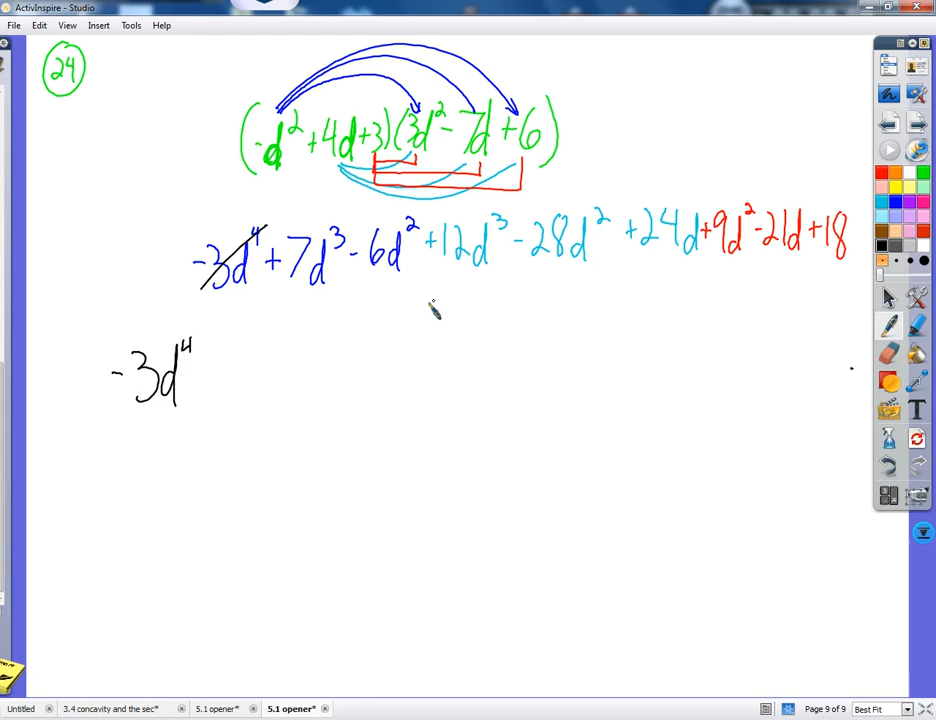 ActivInspire - Studio
File Edit View Insert Tools Help
24
(-d² + 4d + 3)(3d² - 7d + 6)
-3d⁴ + 7d³ - 6d² + 12d³ - 28d² + 24d + 9d² - 21d + 18
-3d⁴
Untitled 3.4 concavity and the sec* 5.1 opener* 5.1 opener* Page 9 of 9 Best Fit